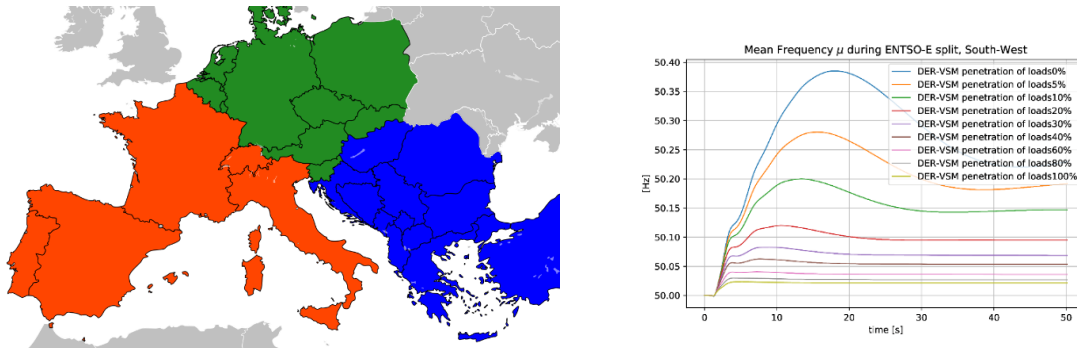 Mean Frequency μ during ENTSO-E split, South-West
50.40
50.35
50.30
50.25
50.20
50.15
50.10
50.05
50.00
[Hz]
DER-VSM penetration of loads0%
DER-VSM penetration of loads5%
DER-VSM penetration of loads10%
DER-VSM penetration of loads20%
DER-VSM penetration of loads30%
DER-VSM penetration of loads40%
DER-VSM penetration of loads60%
DER-VSM penetration of loads80%
DER-VSM penetration of loads100%
0 10 20 30 40 50
time [s]